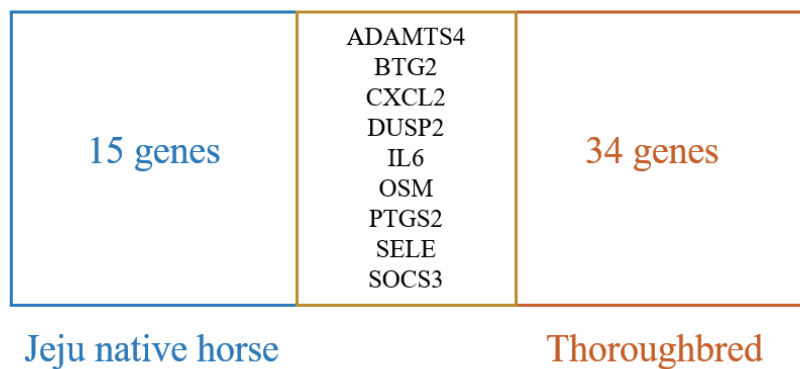 15 genes
ADAMTS4
BTG2
CXCL2
DUSP2
IL6
OSM
PTGS2
SELE
SOCS3
34 genes
Jeju native horse
Thoroughbred